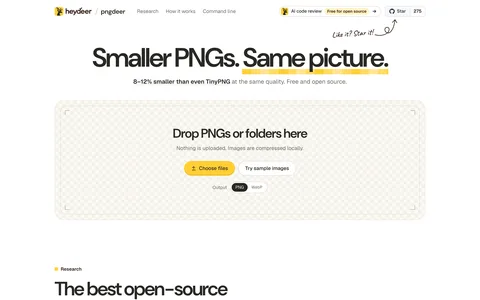 heydeer / pngdeer
Research
How it works
Command line
AI code review
Free for open source
Star
275
Like it? Star it!
Smaller PNGs. Same picture.
8–12% smaller than even TinyPNG at the same quality. Free and open source.
Drop PNGs or folders here
Nothing is uploaded. Images are compressed locally.
Choose files
Try sample images
Output
PNG
Research
The best open-source